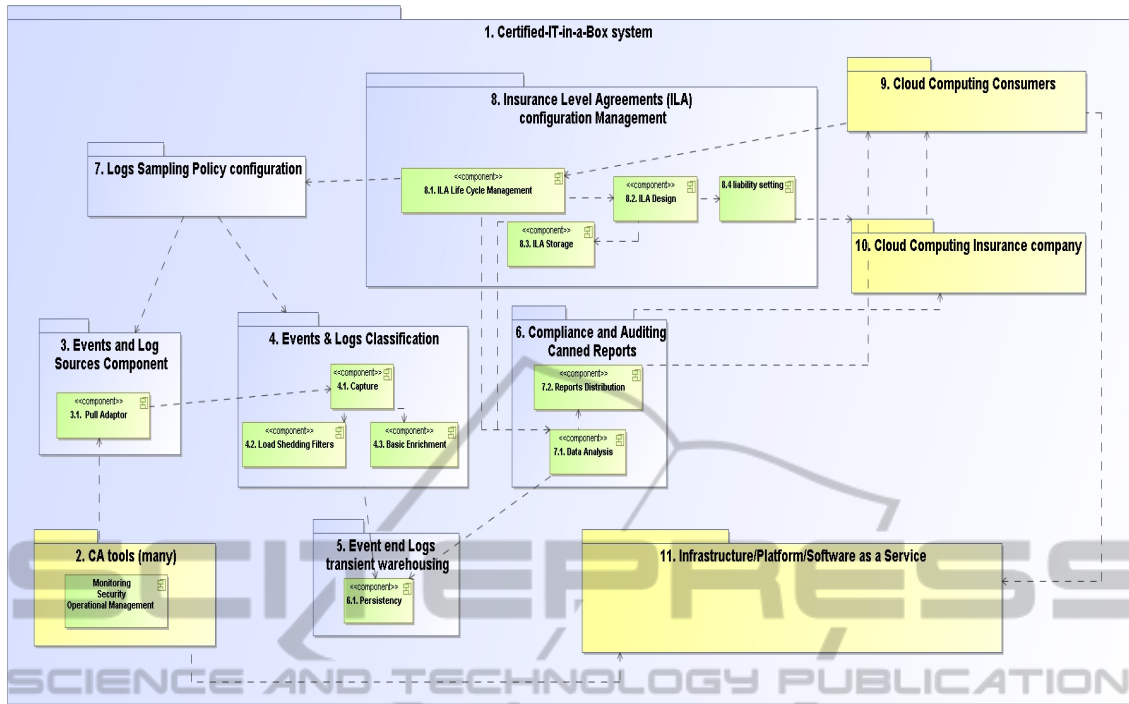 1. Certified-IT-in-a-Box system
9. Cloud Computing Consumers
8. Insurance Level Agreements (ILA)
configuration Management
7. Logs Sampling Policy configuration
<<component>>
8.1. ILA Life Cycle Management
<<component>>
8.2. ILA Design
8.4 liability setting
<<component>>
8.3. ILA Storage
10. Cloud Computing Insurance company
3. Events and Log
Sources Component
<<component>>
3.1. Pull Adaptor
4. Events & Logs Classification
<<component>>
4.1. Capture
<<component>>
4.2. Load Shedding Filters
<<component>>
4.3. Basic Enrichment
6. Compliance and Auditing
Canned Reports
<<component>>
7.2. Reports Distribution
<<component>>
7.1. Data Analysis
2. CA tools (many)
Monitoring
Security
Operational Management
5. Event end Logs
transient warehousing
<<component>>
6.1. Persistency
11. Infrastructure/Platform/Software as a Service
SCITEPRESS
SCIENCE AND TECHNOLOGY PUBLICATIONS